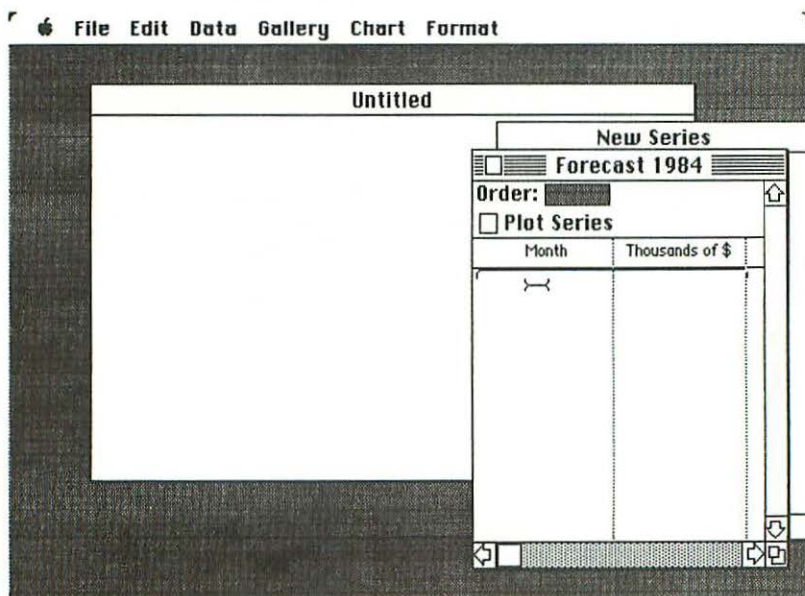 File Edit Data Gallery Chart Format
Untitled
New Series
Forecast 1984
Order:
Plot Series
Month Thousands of $